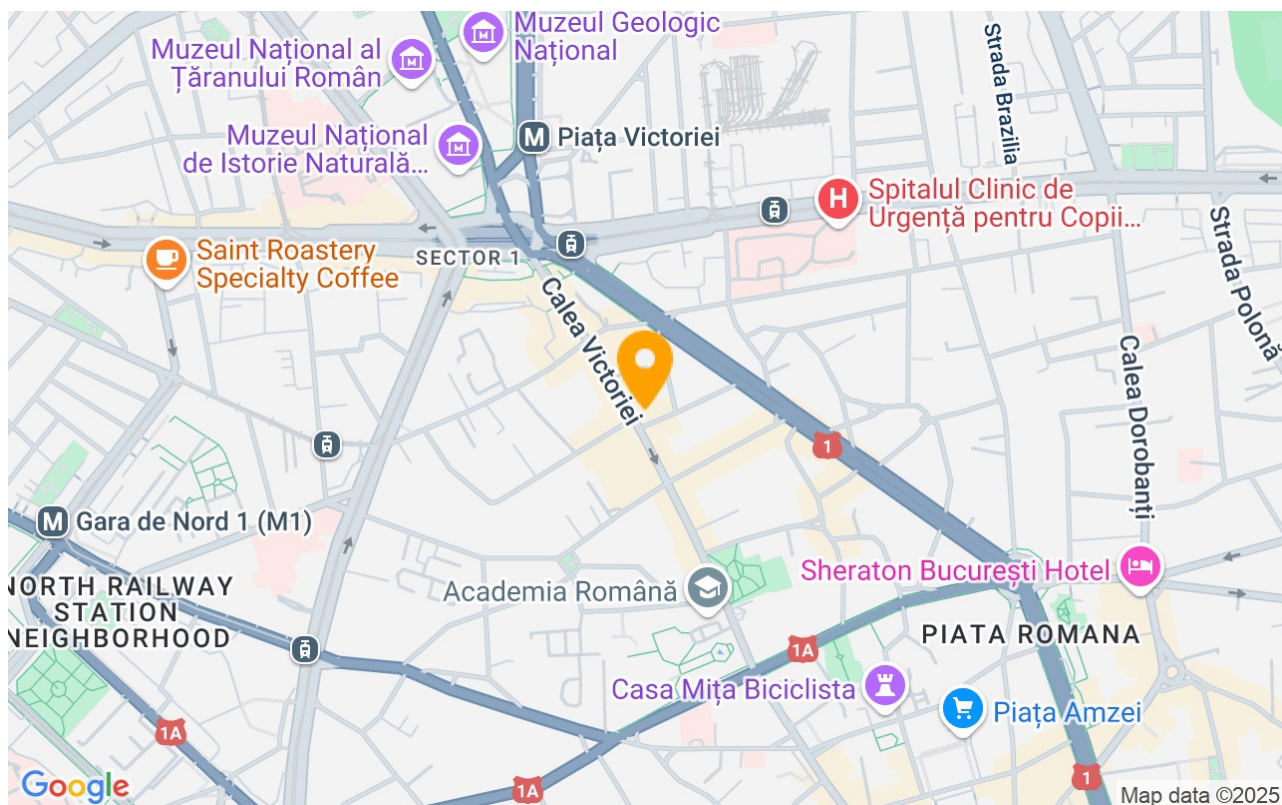 Muzeul Geologic
Național
Muzeul Național al
Țăranului Român
Muzeul Național
de Istorie Naturală...
M
Piața Victoriei
Strada Brazilia
H
Spitalul Clinic de
Urgență pentru Copii...
Strada Polonă
Saint Roastery
Specialty Coffee
SECTOR 1
Calea Victoriei
Calea Dorobanți
1
M
Gara de Nord 1 (M1)
Sheraton București Hotel
Academia Română
NORTH RAILWAY
STATION
NEIGHBORHOOD
PIATA ROMANA
1A
Casa Mița Biciclista
Piața Amzei
1A
1A
1
Google
Map data ©2025